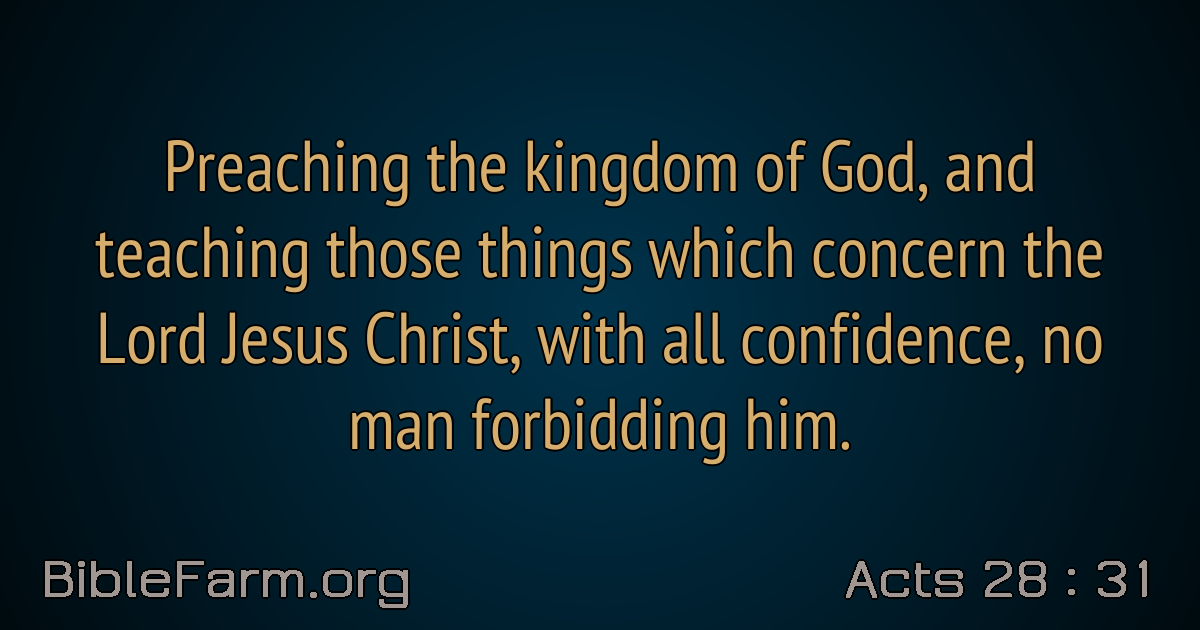 Preaching the kingdom of God, and
teaching those things which concern the
Lord Jesus Christ, with all confidence, no
man forbidding him.
BibleFarm.org
Acts 28 : 31